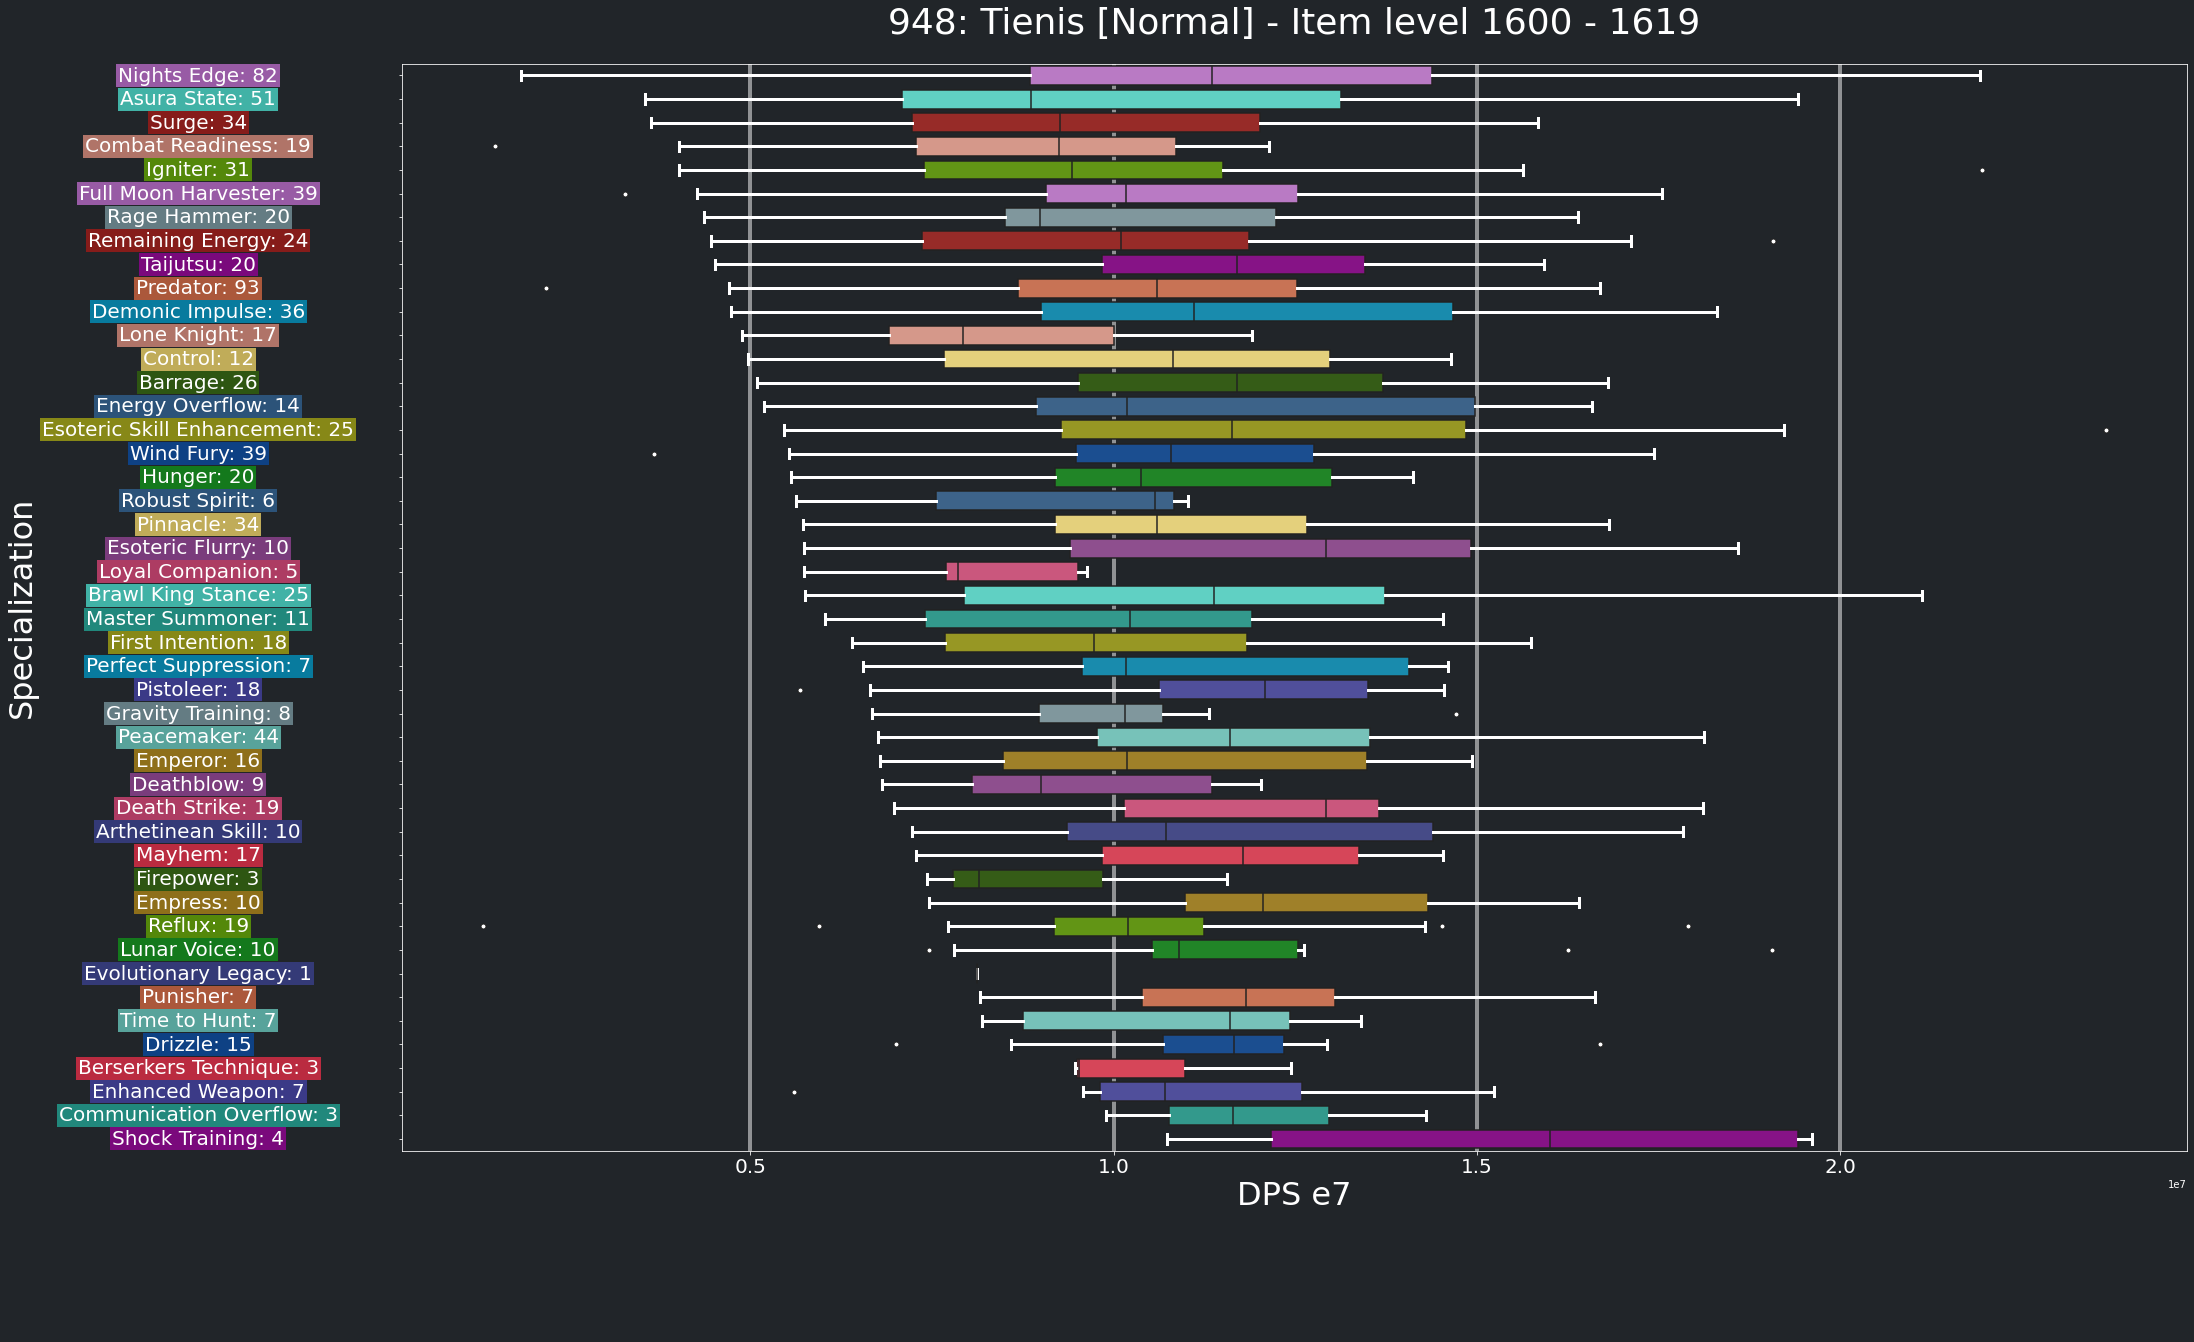 948: Tienis [Normal] - Item level 1600 - 1619
Specialization
Nights Edge: 82
Asura State: 51
Surge: 34
Combat Readiness: 19
Igniter: 31
Full Moon Harvester: 39
Rage Hammer: 20
Remaining Energy: 24
Taijutsu: 20
Predator: 93
Demonic Impulse: 36
Lone Knight: 17
Control: 12
Barrage: 26
Energy Overflow: 14
Esoteric Skill Enhancement: 25
Wind Fury: 39
Hunger: 20
Robust Spirit: 6
Pinnacle: 34
Esoteric Flurry: 10
Loyal Companion: 5
Brawl King Stance: 25
Master Summoner: 11
First Intention: 18
Perfect Suppression: 7
Pistoleer: 18
Gravity Training: 8
Peacemaker: 44
Emperor: 16
Deathblow: 9
Death Strike: 19
Arthetinean Skill: 10
Mayhem: 17
Firepower: 3
Empress: 10
Reflux: 19
Lunar Voice: 10
Evolutionary Legacy: 1
Punisher: 7
Time to Hunt: 7
Drizzle: 15
Berserkers Technique: 3
Enhanced Weapon: 7
Communication Overflow: 3
Shock Training: 4
0.5 1.0 1.5 2.0
1e7
DPS e7